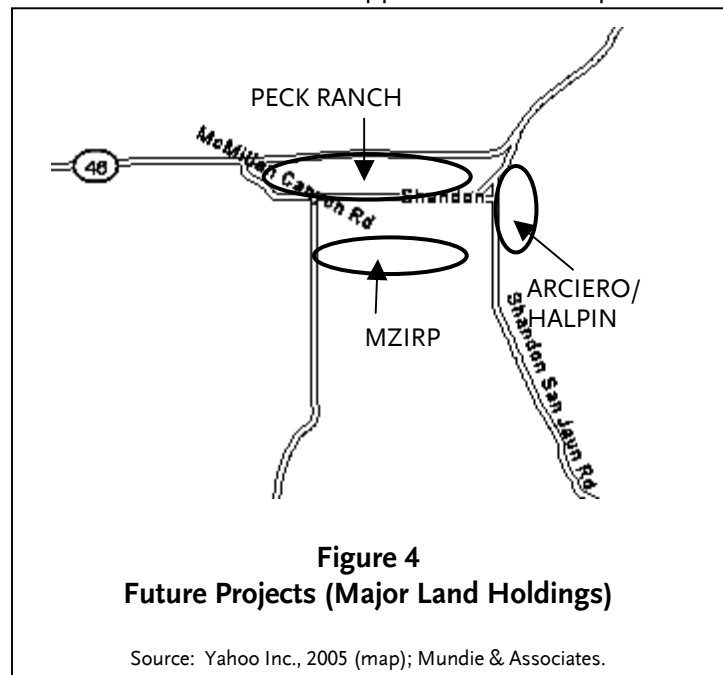 PECK RANCH
McMillan Canyon Rd
46
Shandon
ARCIERO/
HALPIN
MZIRP
Shandon San Jaun Rd
Figure 4
Future Projects (Major Land Holdings)
Source: Yahoo Inc., 2005 (map); Mundie & Associates.